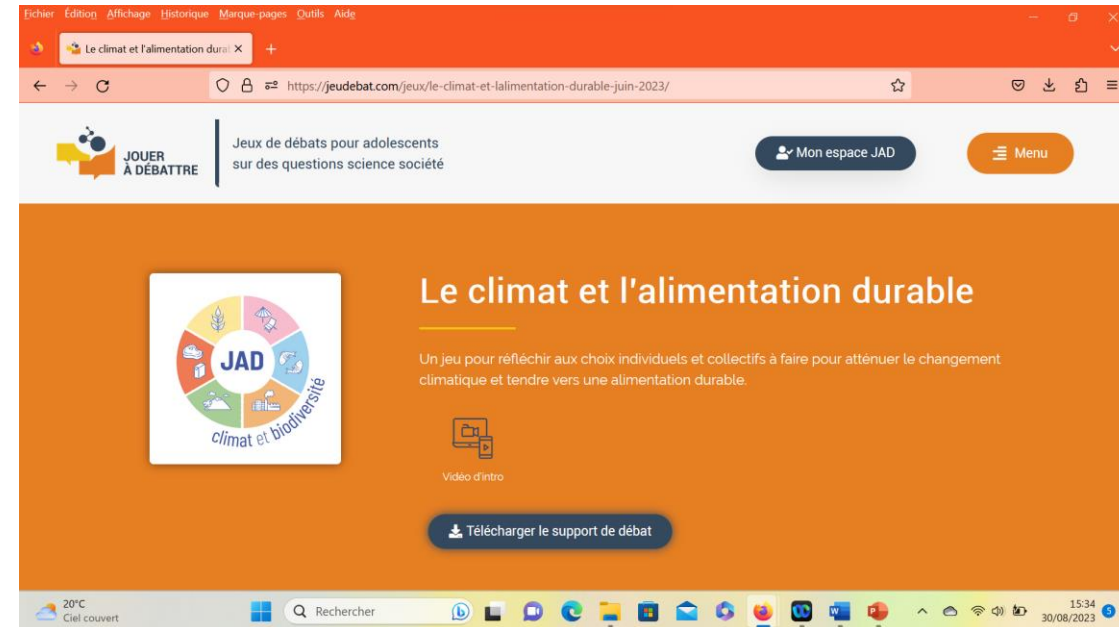 Fichier Édition Affichage Historique Marque-pages Outils Aide
Le climat et l'alimentation dural
https://jeudebat.com/jeux/le-climat-et-lalimentation-durable-juin-2023/
JOUER
À DÉBATTRE
Jeux de débats pour adolescents
sur des questions science société
Mon espace JAD
Menu
JAD
climat et biodiversité
Le climat et l'alimentation durable
Un jeu pour réfléchir aux choix individuels et collectifs à faire pour atténuer le changement
climatique et tendre vers une alimentation durable.
Vidéo d'intro
Télécharger le support de débat
20°C
Ciel couvert
Rechercher
15:34
30/08/2023
5